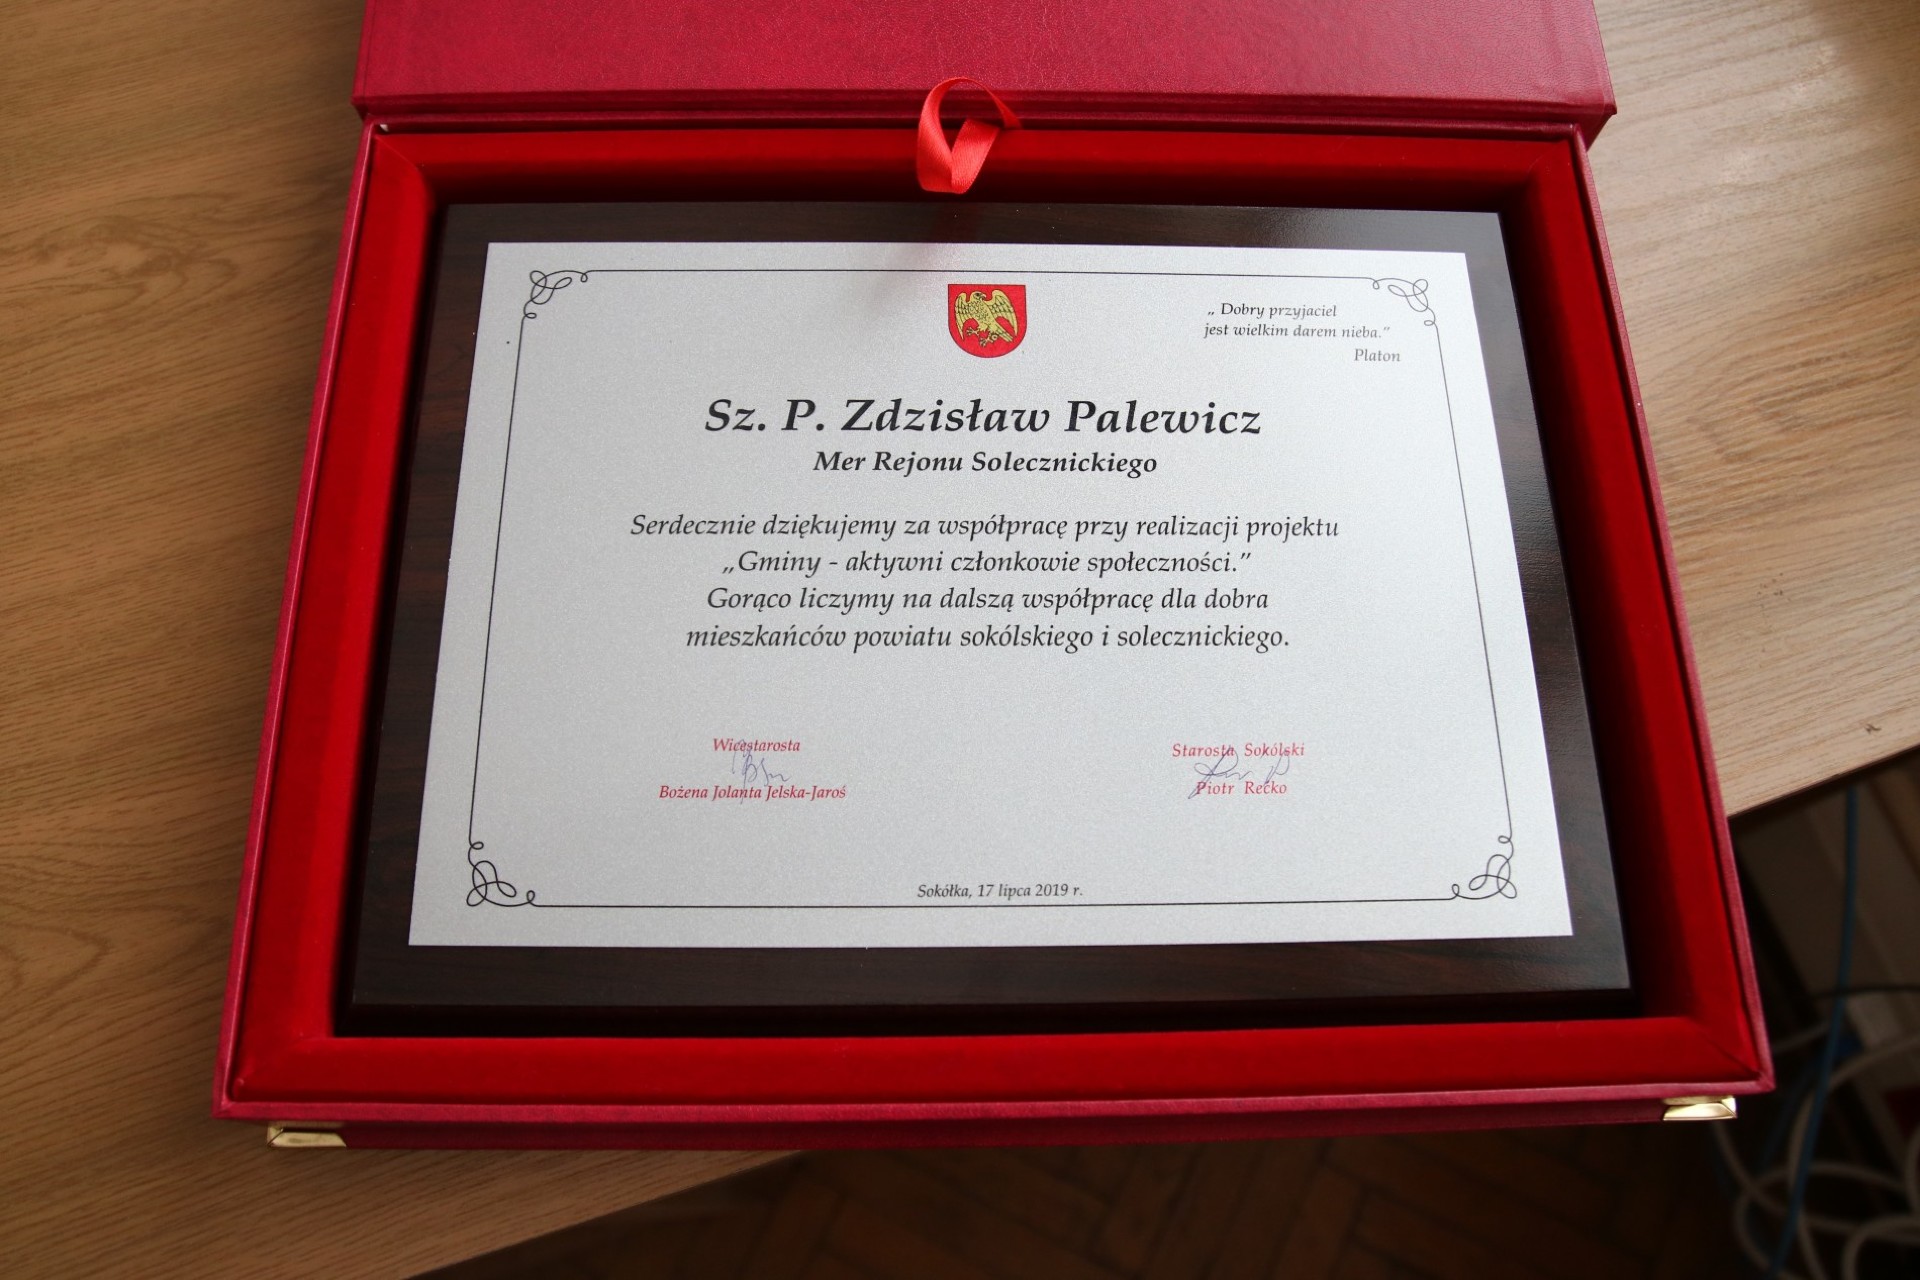 „ Dobry przyjaciel
jest wielkim darem nieba.”
Platon
Sz. P. Zdzisław Palewicz
Mer Rejonu Solecznickiego
Serdecznie dziękujemy za współpracę przy realizacji projektu
„Gminy - aktywni członkowie społeczności.”
Gorąco liczymy na dalszą współpracę dla dobra
mieszkańców powiatu sokólskiego i solecznickiego.
Wicestarosta
Bożena Jolanta Jelska-Jaroś
Starosta Sokólski
Piotr Rećko
Sokółka, 17 lipca 2019 r.